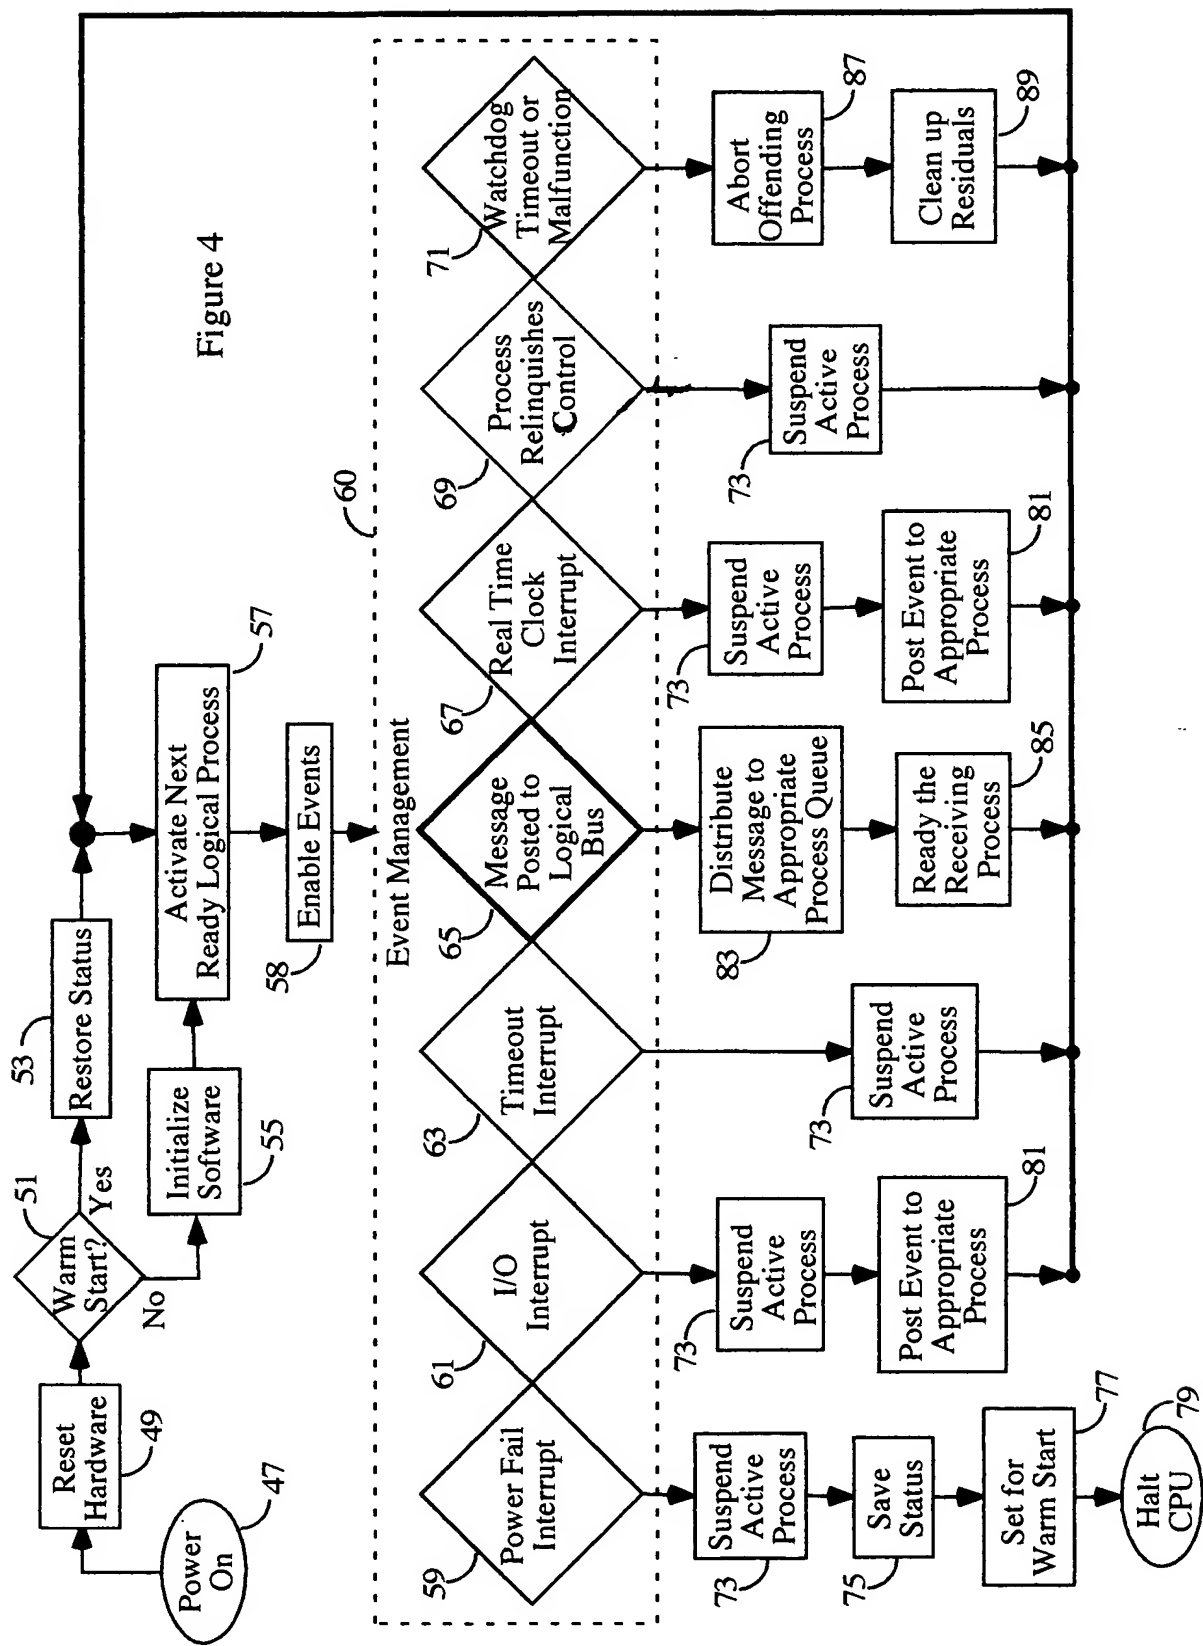 Figure 4
Power
On
47
Reset
Hardware
49
Warm
Start?
51
Yes
No
Restore Status
53
Initialize
Software
55
Activate Next
Ready Logical Process
57
Enable Events
58
Event Management
60
Power Fail
Interrupt
59
I/O
Interrupt
61
Timeout
Interrupt
63
Message
Posted to
Logical
Bus
65
Real Time
Clock
Interrupt
67
Process
Relinquishes
Control
69
Watchdog
Timeout or
Malfunction
71
Suspend
Active
Process
73
Save
Status
75
Set for
Warm Start
77
Halt
CPU
79
Suspend
Active
Process
73
Post Event to
Appropriate
Process
81
Suspend
Active
Process
73
Distribute
Message to
Appropriate
Process Queue
83
Ready the
Receiving
Process
85
Suspend
Active
Process
73
Post Event to
Appropriate
Process
81
Suspend
Active
Process
73
Abort
Offending
Process
87
Clean up
Residuals
89